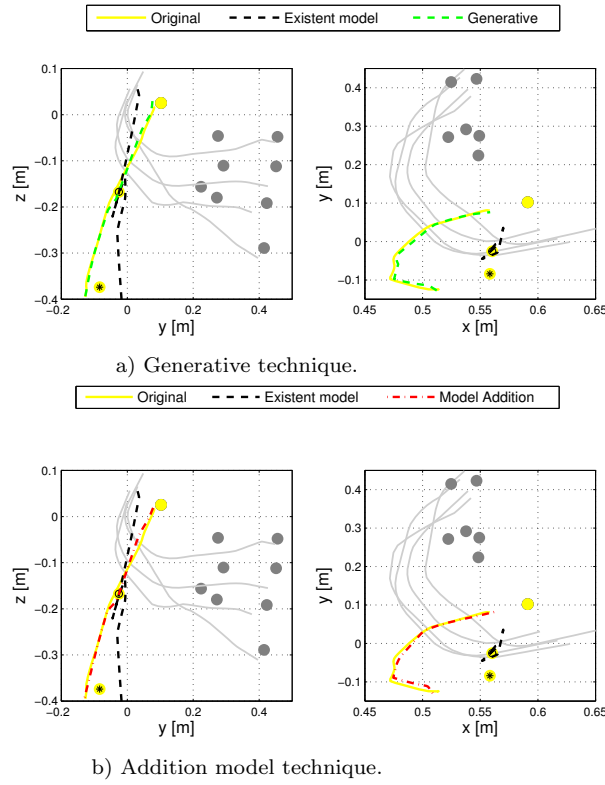 Original Existent model Generative
0.1
0
−0.1
−0.2
−0.3
−0.4
−0.2 0 0.2 0.4
z [m]
y [m]
0.4
0.3
0.2
0.1
0
−0.1
0.45 0.5 0.55 0.6 0.65
y [m]
x [m]
a) Generative technique.
Original Existent model Model Addition
0.1
0
−0.1
−0.2
−0.3
−0.4
−0.2 0 0.2 0.4
z [m]
y [m]
0.4
0.3
0.2
0.1
0
−0.1
0.45 0.5 0.55 0.6 0.65
y [m]
x [m]
b) Addition model technique.